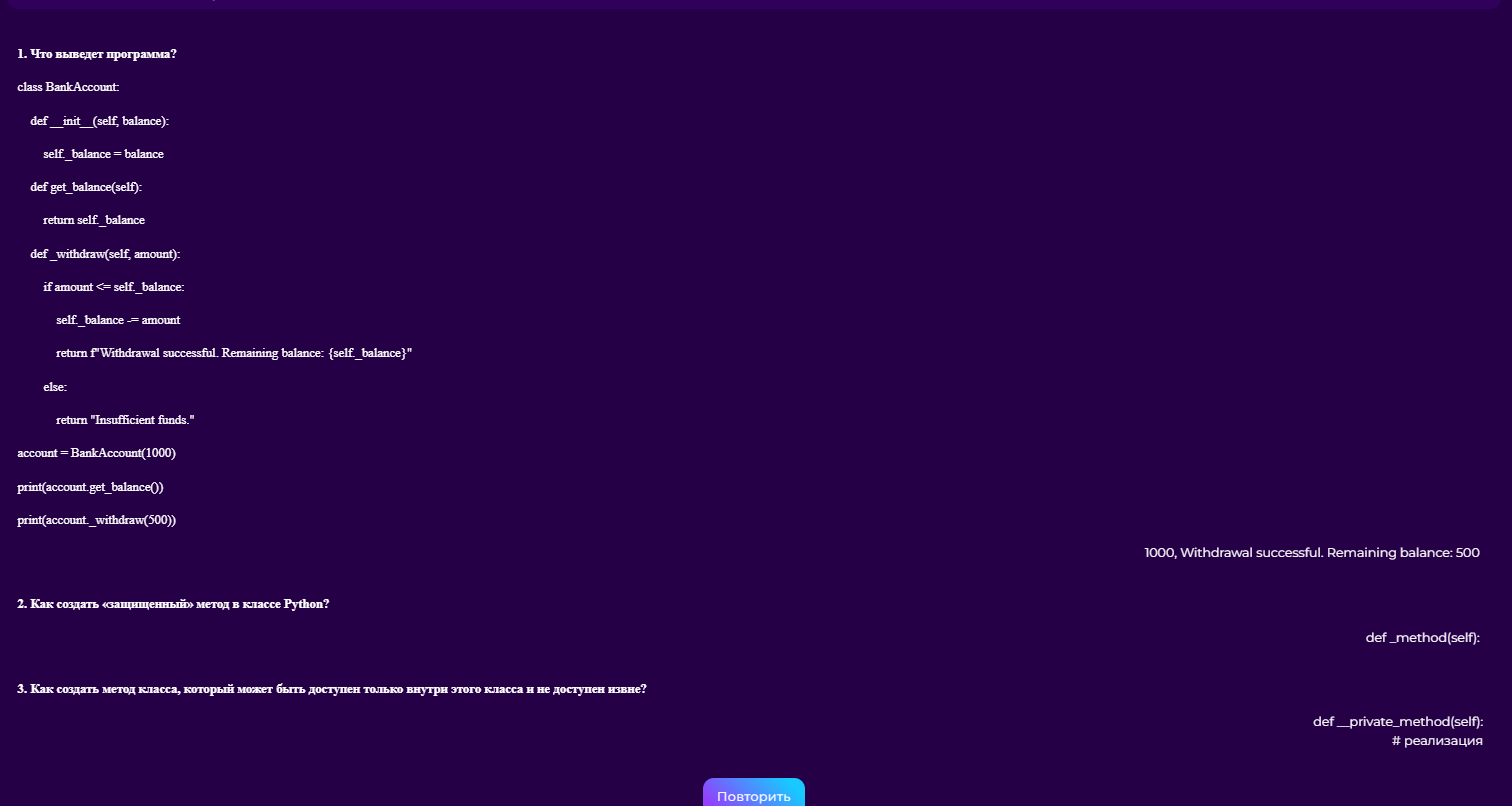 1. Что выведет программа?
class BankAccount:
def __init__(self, balance):
self._balance = balance
def get_balance(self):
return self._balance
def _withdraw(self, amount):
if amount <= self._balance:
self._balance -= amount
return f"Withdrawal successful. Remaining balance: {self._balance}"
else:
return "Insufficient funds."
account = BankAccount(1000)
print(account.get_balance())
print(account._withdraw(500))
1000, Withdrawal successful. Remaining balance: 500
2. Как создать «защищенный» метод в классе Python?
def _method(self):
3. Как создать метод класса, который может быть доступен только внутри этого класса и не доступен извне?
def __private_method(self):
# реализация
Повторить